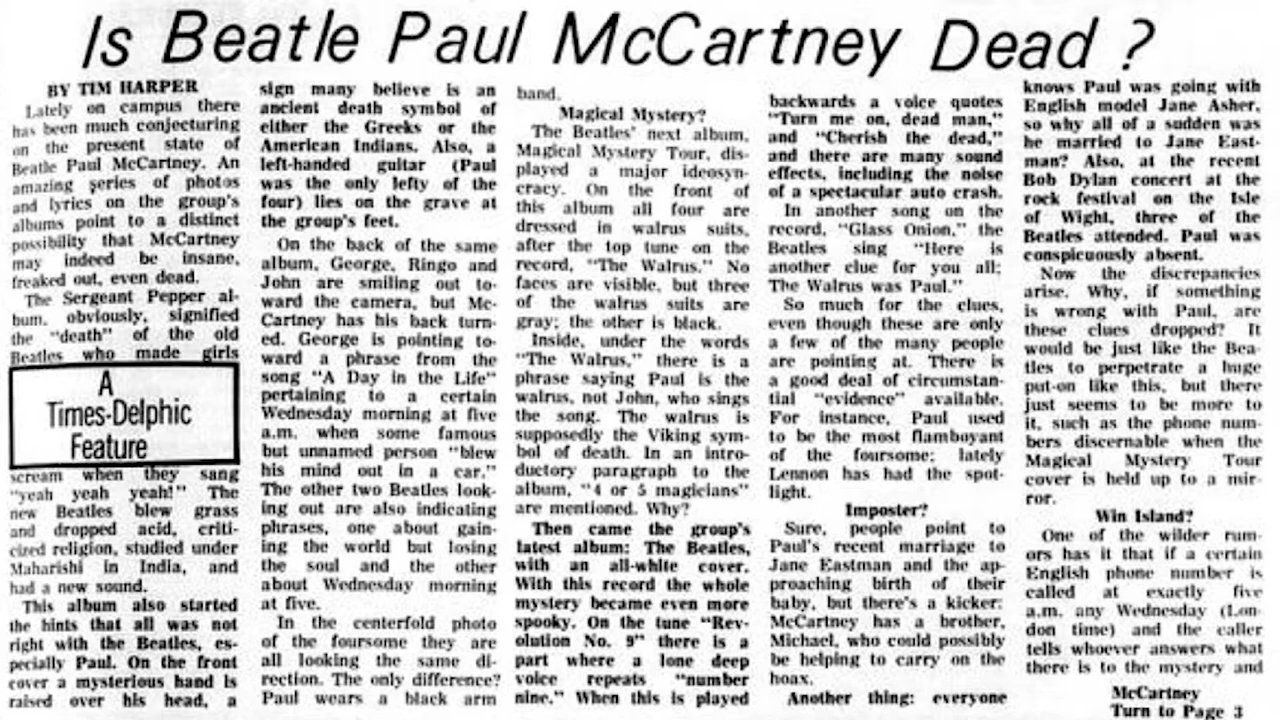 Is Beatle Paul McCartney Dead ?
BY TIM HARPER
Lately on campus there
has been much conjecturing
on the present state of
Beatle Paul McCartney. An
amazing series of photos
and lyrics on the group's
albums point to a distinct
possibility that McCartney
may indeed be insane,
freaked out, even dead.
The Sergeant Pepper al-
bum, obviously, signified
the "death" of the old
Beatles who made girls
A
Times-Delphic
Feature
scream when they sang
"yeah yeah yeah!" The
new Beatles blew grass
and dropped acid, criti-
cized religion, studied under
Maharishi in India, and
had a new sound.
This album also started
the hints that all was not
right with the Beatles, es-
pecially Paul. On the front
cover a mysterious hand is
raised over his head, a
sign many believe is an
ancient death symbol of
either the Greeks or the
American Indians. Also, a
left-handed guitar (Paul
was the only lefty of the
four) lies on the grave at
the group's feet.
On the back of the same
album, George, Ringo and
John are smiling out to-
ward the camera, but Mc-
Cartney has his back turn-
ed. George is pointing to-
ward a phrase from the
song "A Day in the Life"
pertaining to a certain
Wednesday morning at five
a.m. when some famous
but unnamed person "blew
his mind out in a car."
The other two Beatles look-
ing out are also indicating
phrases, one about gain-
ing the world but losing
the soul and the other
about Wednesday morning
at five.
In the centerfold photo
of the foursome they are
all looking the same di-
rection. The only difference?
Paul wears a black arm
band.
Magical Mystery?
The Beatles' next album,
Magical Mystery Tour, dis-
played a major ideosyn-
cracy. On the front of
this album all four are
dressed in walrus suits,
after the top tune on the
record, "The Walrus." No
faces are visible, but three
of the walrus suits are
gray; the other is black.
Inside, under the words
"The Walrus," there is a
phrase saying Paul is the
walrus, not John, who sings
the song. The walrus is
supposedly the Viking sym-
bol of death. In an intro-
ductory paragraph to the
album, "4 or 5 magicians"
are mentioned. Why?
Then came the group's
latest album: The Beatles,
with an all-white cover.
With this record the whole
mystery became even more
spooky. On the tune "Rev-
olution No. 9" there is a
part where a lone deep
voice repeats "number
nine." When this is played
backwards a voice quotes
"Turn me on, dead man,"
and "Cherish the dead,"
and there are many sound
effects, including the noise
of a spectacular auto crash.
In another song on the
record, "Glass Onion," the
Beatles sing "Here is
another clue for you all;
The Walrus was Paul."
So much for the clues,
even though these are only
a few of the many people
are pointing at. There is
a good deal of circumstan-
tial "evidence" available.
For instance, Paul used
to be the most flamboyant
of the foursome; lately
Lennon has had the spot-
light.
Imposter?
Sure, people point to
Paul's recent marriage to
Jane Eastman and the ap-
proaching birth of their
baby, but there's a kicker:
McCartney has a brother,
Michael, who could possibly
be helping to carry on the
hoax.
Another thing: everyone
knows Paul was going with
English model Jane Asher,
so why all of a sudden was
he married to Jane East-
man? Also, at the recent
Bob Dylan concert at the
rock festival on the Isle
of Wight, three of the
Beatles attended. Paul was
conspicuously absent.
Now the discrepancies
arise. Why, if something
is wrong with Paul, are
these clues dropped? It
would be just like the Bea-
tles to perpetrate a huge
put-on like this, but there
just seems to be more to
it, such as the phone num-
bers discernable when the
Magical Mystery Tour
cover is held up to a mir-
ror.
Win Island?
One of the wilder rum-
ors has it that if a certain
English phone number is
called at exactly five
a.m. any Wednesday (Lon-
don time) and the caller
tells whoever answers what
there is to the mystery and
McCartney
Turn to Page 3